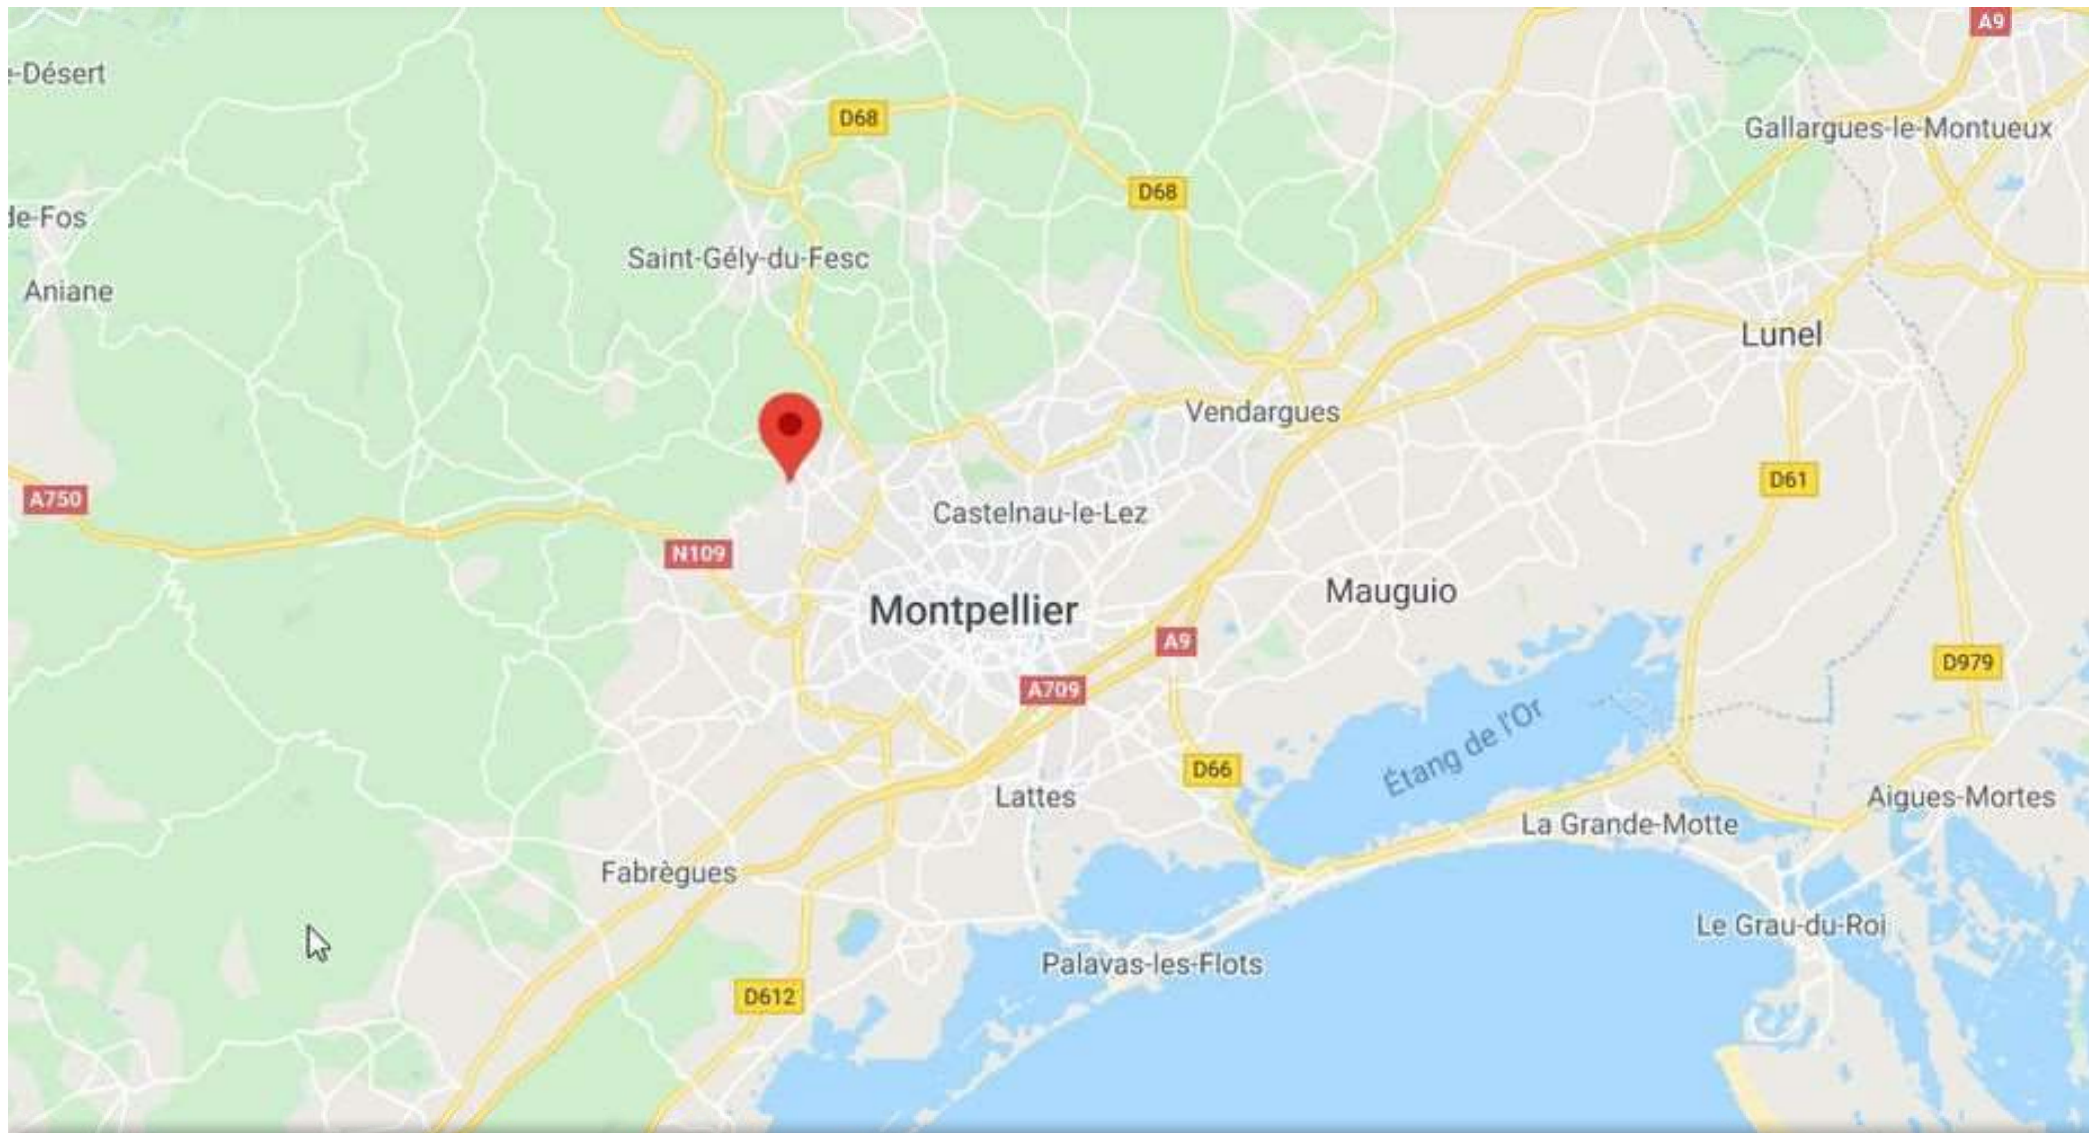 A9
-Désert
D68
Gallargues-le-Montueux
D68
de-Fos
Saint-Gély-du-Fesc
Aniane
Lunel
Vendargues
D61
A750
Castelnau-le-Lez
N109
Mauguio
Montpellier
A9
D979
A709
Étang de l'Or
D66
Lattes
Aigues-Mortes
La Grande-Motte
Fabrègues
Le Grau-du-Roi
Palavas-les-Flots
D612